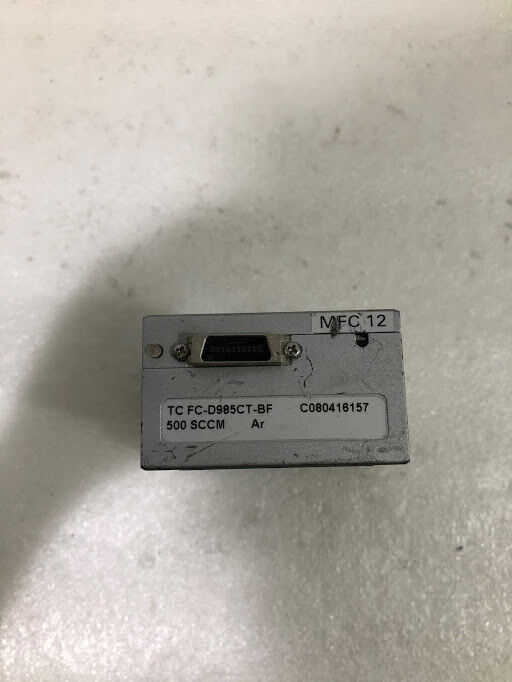 MFC 12
TC FC-D985CT-BF C080416157
500 SCCM Ar